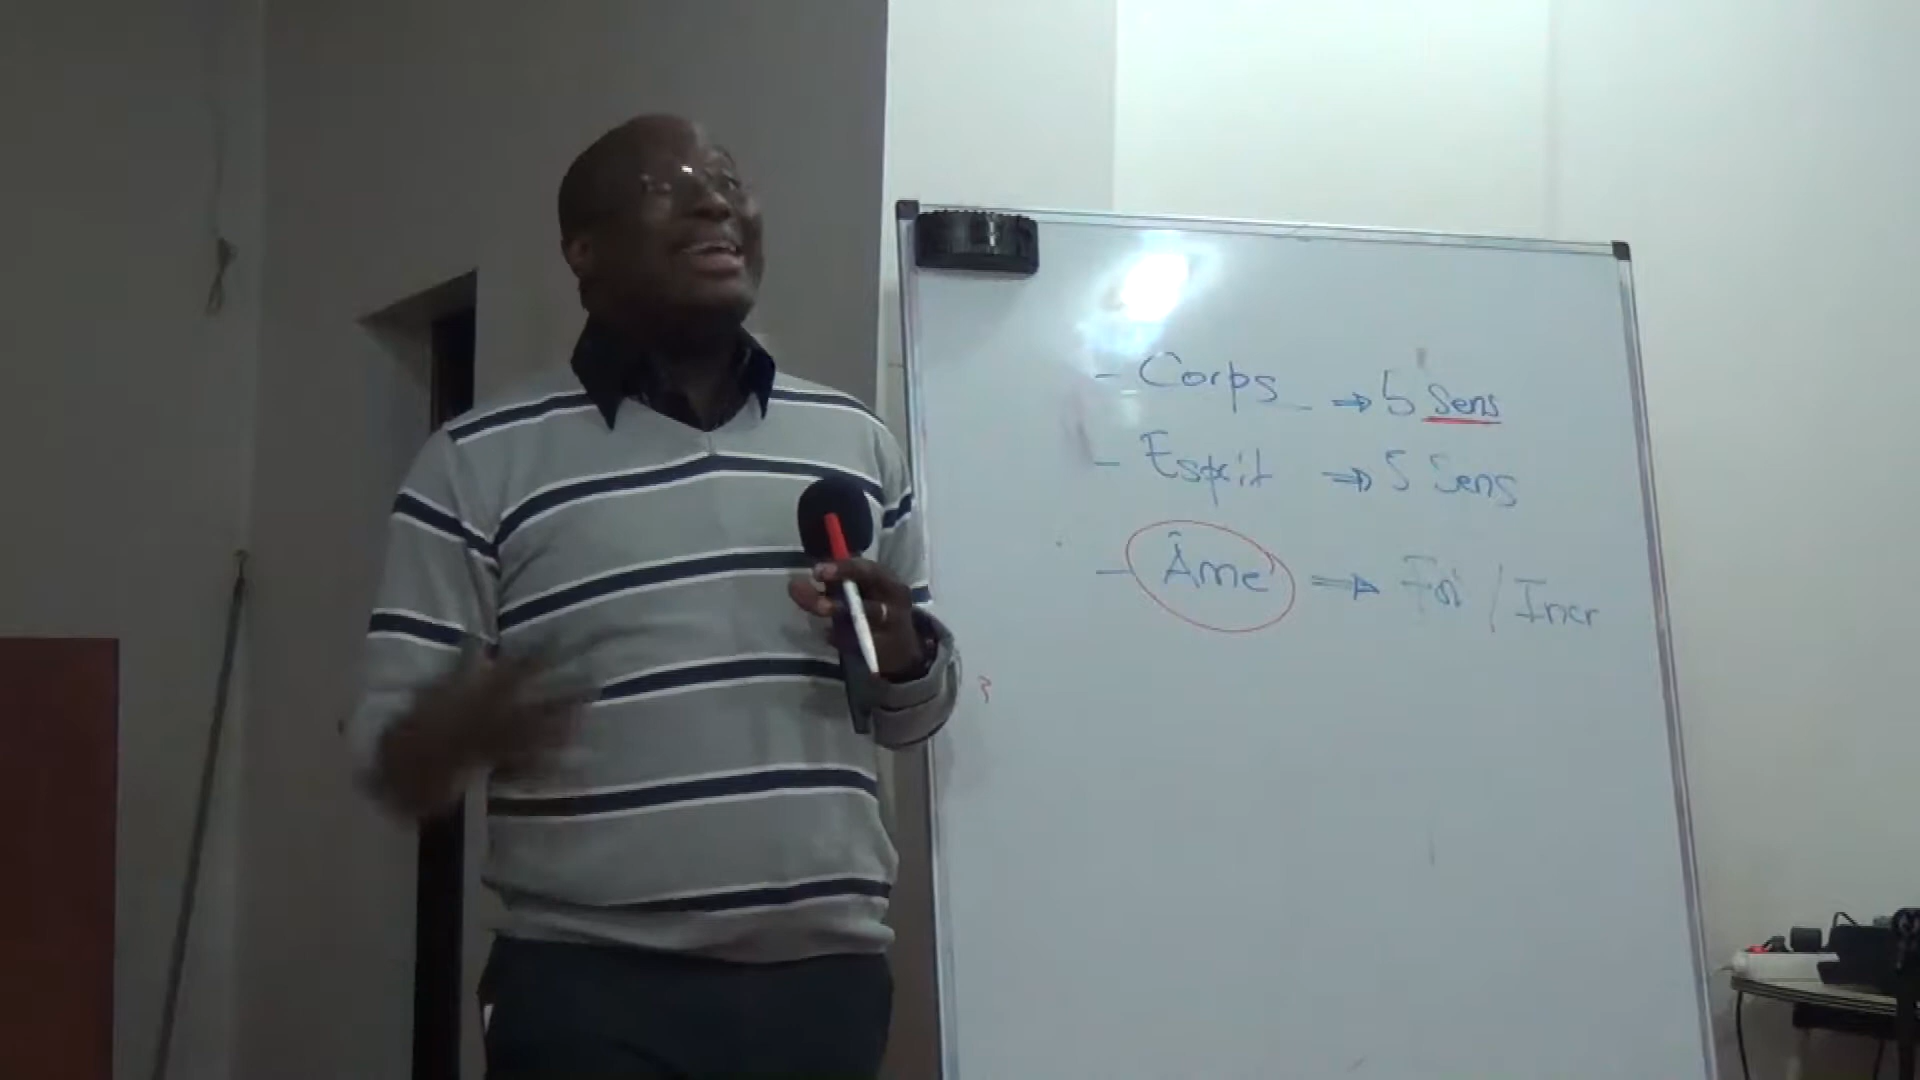 - Corps ⇒ 5 Sens
- Esprit ⇒ 5 Sens
- Âme ⇒ Foi / Incr